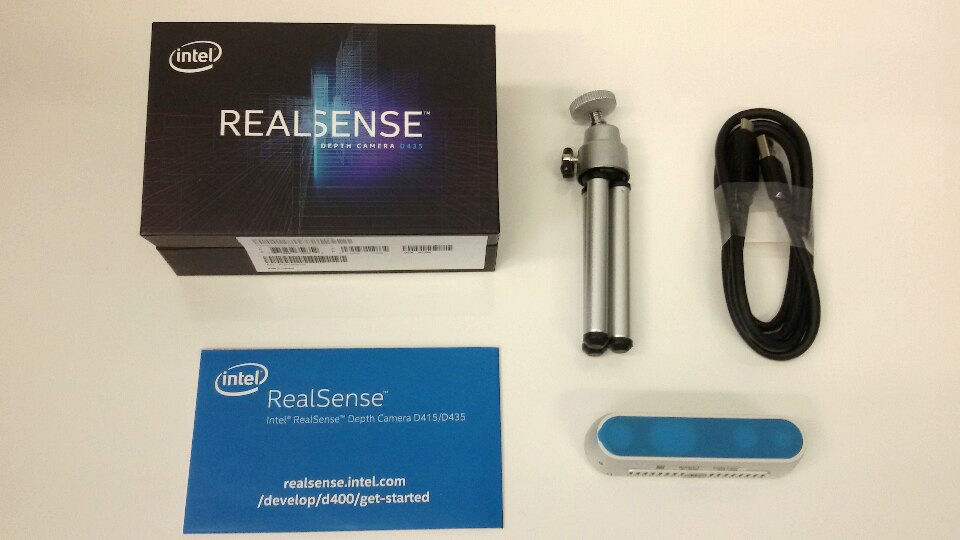 intel
REALSENSE™
DEPTH CAMERA D435
intel
RealSense™
Intel® RealSense™ Depth Camera D415/D435
realsense.intel.com
/develop/d400/get-started